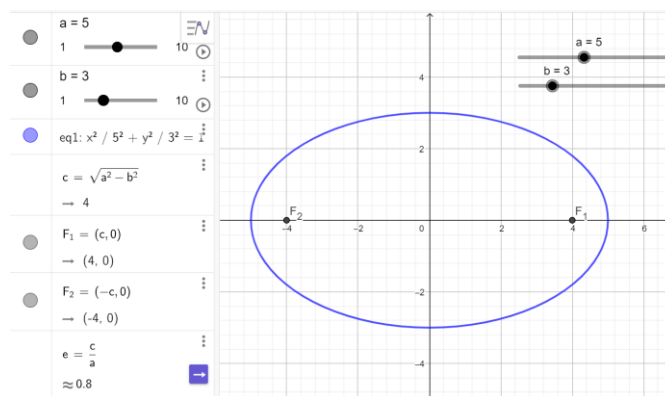 a = 5
1 10
b = 3
1 10
eq1: x² / 5² + y² / 3² = 1
c = √(a² − b²)
→ 4
F₁ = (c, 0)
→ (4, 0)
F₂ = (−c, 0)
→ (-4, 0)
e = c/a
≈ 0.8
a = 5
b = 3
4
2
F₂ F₁
−4 −2 0 2 4 6
−2
−4